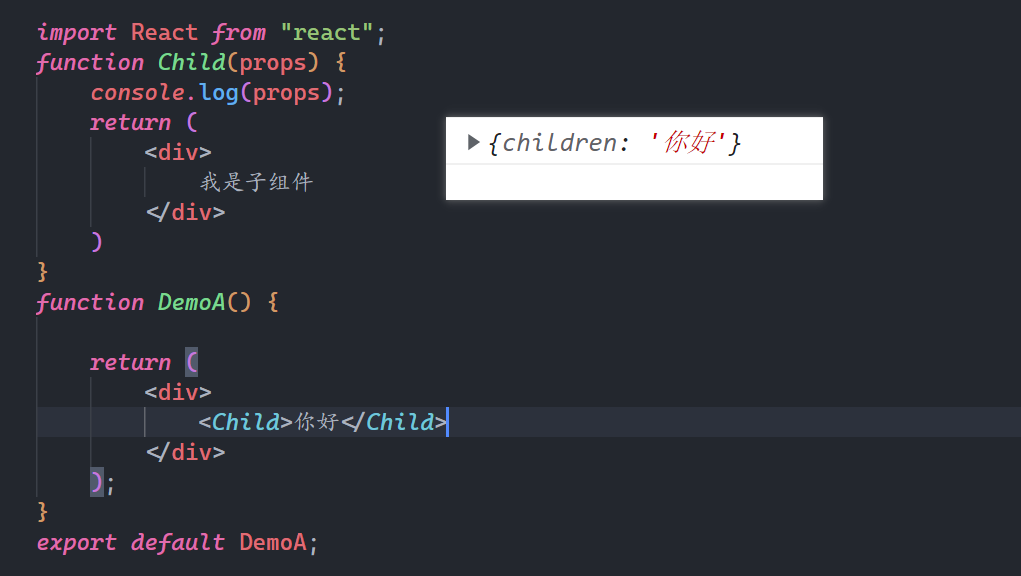 import React from "react";
function Child(props) {
console.log(props);
return (
<div>
我是子组件
</div>
)
}
▶{children: '你好'}
function DemoA() {
return (
<div>
<Child>你好</Child>
</div>
);
}
export default DemoA;